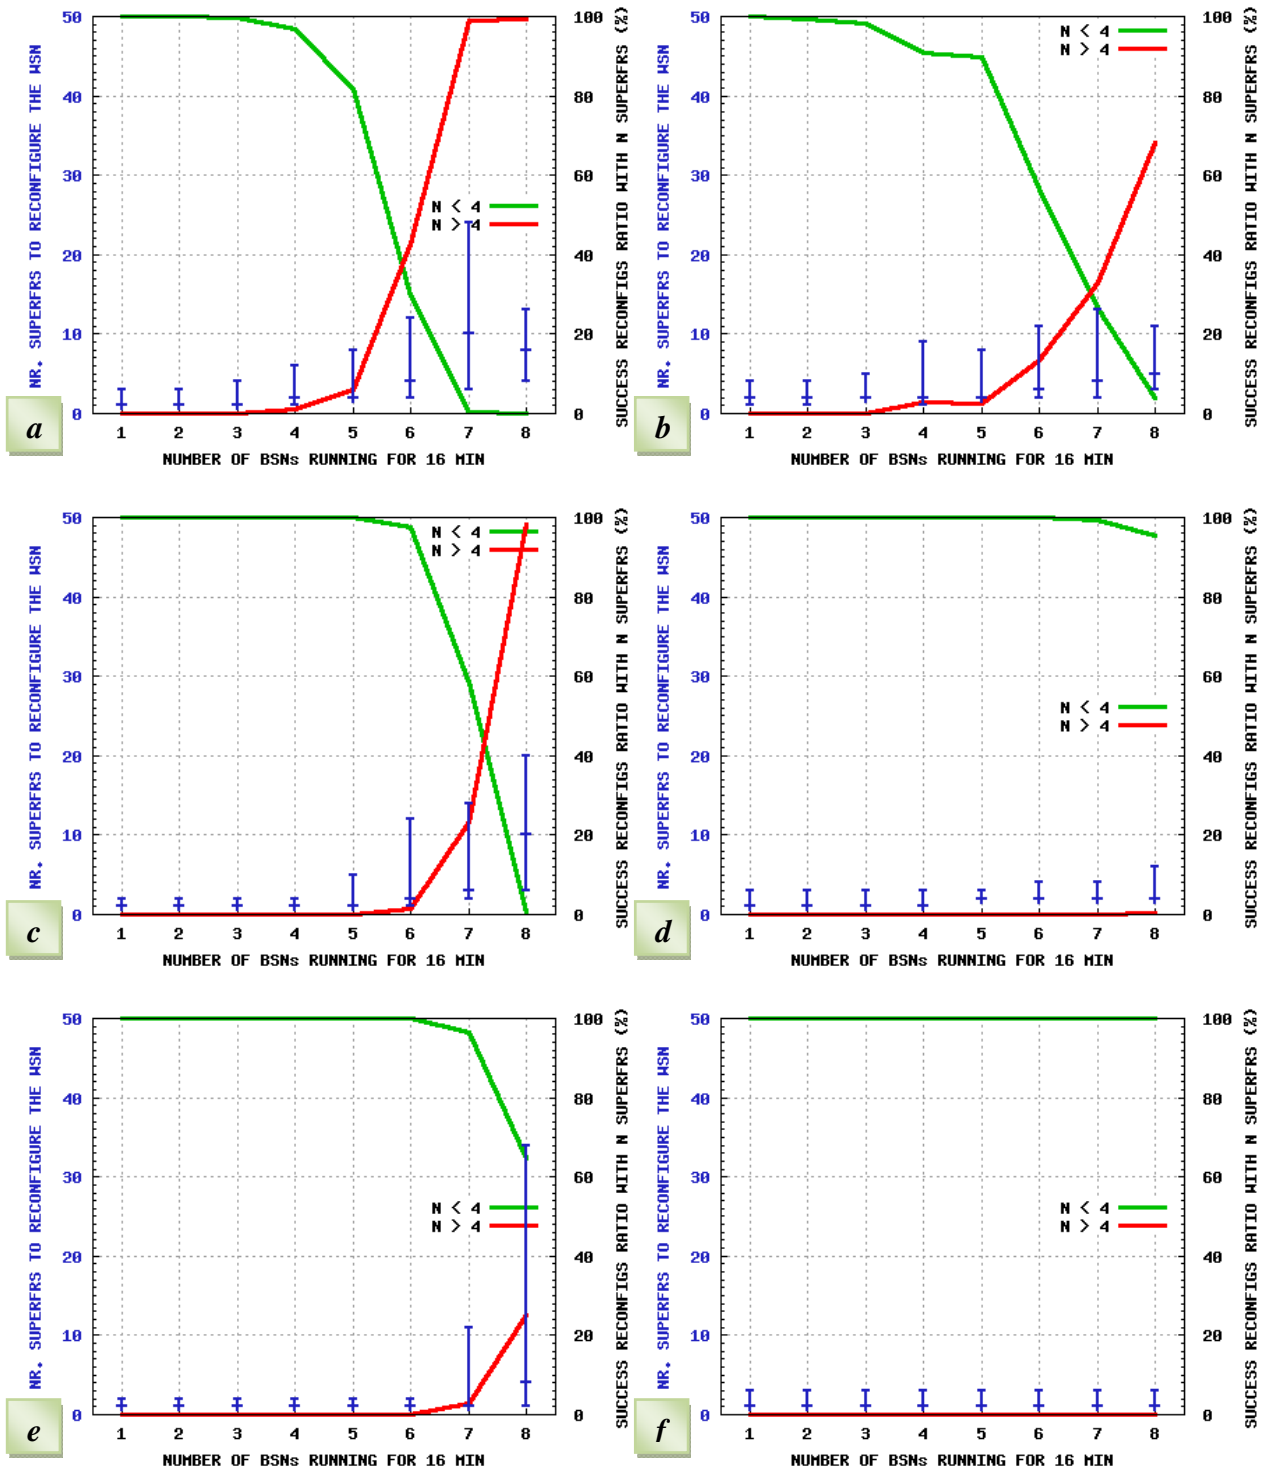 NR. SUPERFRS TO RECONFIGURE THE WSN
50
40
30
20
10
0
N < 4
N > 4
100
80
60
40
20
0
SUCCESS RECONFIGS RATIO WITH N SUPERFRS (%)
1 2 3 4 5 6 7 8
NUMBER OF BSNs RUNNING FOR 16 MIN
a
NR. SUPERFRS TO RECONFIGURE THE WSN
50
40
30
20
10
0
N < 4
N > 4
100
80
60
40
20
0
SUCCESS RECONFIGS RATIO WITH N SUPERFRS (%)
1 2 3 4 5 6 7 8
NUMBER OF BSNs RUNNING FOR 16 MIN
b
NR. SUPERFRS TO RECONFIGURE THE WSN
50
40
30
20
10
0
N < 4
N > 4
100
80
60
40
20
0
SUCCESS RECONFIGS RATIO WITH N SUPERFRS (%)
1 2 3 4 5 6 7 8
NUMBER OF BSNs RUNNING FOR 16 MIN
c
NR. SUPERFRS TO RECONFIGURE THE WSN
50
40
30
20
10
0
N < 4
N > 4
100
80
60
40
20
0
SUCCESS RECONFIGS RATIO WITH N SUPERFRS (%)
1 2 3 4 5 6 7 8
NUMBER OF BSNs RUNNING FOR 16 MIN
d
NR. SUPERFRS TO RECONFIGURE THE WSN
50
40
30
20
10
0
N < 4
N > 4
100
80
60
40
20
0
SUCCESS RECONFIGS RATIO WITH N SUPERFRS (%)
1 2 3 4 5 6 7 8
NUMBER OF BSNs RUNNING FOR 16 MIN
e
NR. SUPERFRS TO RECONFIGURE THE WSN
50
40
30
20
10
0
N < 4
N > 4
100
80
60
40
20
0
SUCCESS RECONFIGS RATIO WITH N SUPERFRS (%)
1 2 3 4 5 6 7 8
NUMBER OF BSNs RUNNING FOR 16 MIN
f